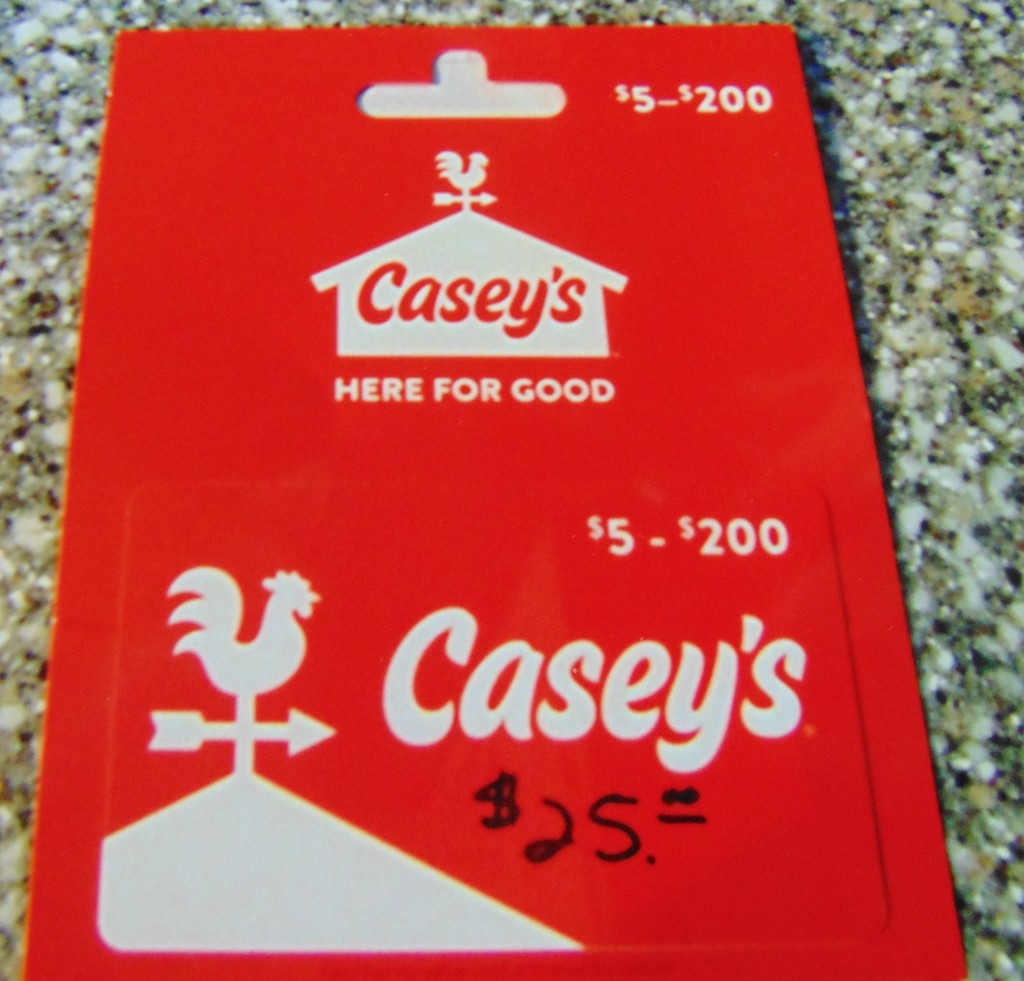 $5–$200
Casey's
HERE FOR GOOD
$5 - $200
Casey's
$25.00